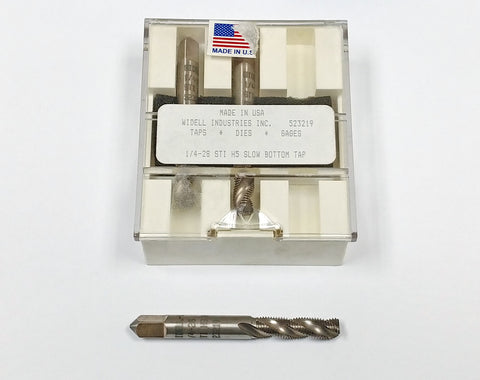 MADE IN U.S
MADE IN USA
WIDELL INDUSTRIES INC. 523219
TAPS + DIES + GAGES
1/4-28 STI H5 SLOW BOTTOM TAP